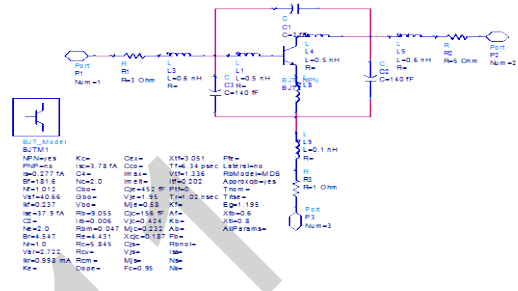 C
C1
Port
P1
Num=1
R
R1
R=3 Ohm
L
L3
L=0.6 nH
R=
L
L1
L=0.5 nH
R=
C
C3
C=140 fF
L
L4
L=0.5 nH
R=
C
C2
C=140 fF
L
L5
L=0.6 nH
R=
R
R2
R=5 Ohm
Port
P2
Num=2
L
L9
L=0.1 nH
R=
R
R3
R=1 Ohm
Port
P3
Num=3
BJT_Model
BJTM1
NPN=yes Kc= Cex= Xtf=3.051 Ffe=
PNP=no Isc=3.78 fA Cco= Tf=6.34 psec Lateral=no
Is=0.277 fA C4= Imax= Vtf=1.336 RbModel=MDS
Bf=181.6 Nc=2.0 Imelt= Itf=0.202 Approxqb=yes
Nf=1.012 Cbo= Cje=452 fF Ptf=0 Tnom=
Vaf=40.66 Gbo= Vje=1.95 Tr=1.02 nsec Trise=
Ikf=0.237 Vbo= Mje=0.58 Kf= Eg=1.195
Ise=37.9 fA Rb=9.055 Cjc=156 fF Af= Xtb=0.6
C2= Irb=0.006 Vjc=0.424 Kb= Xti=0.8
Ne=2.0 Rbm=0.047 Mjc=0.232 Ab= AllParams=
Br=4.547 Re=4.431 Xcjc=0.187 Fb=
Nr=1.0 Rc=5.845 Cjs= Rbnoi=
Var=2.722 Rcv= Vjs= Iss=
Ikr=0.998 mA Rcm= Mjs= Ns=
Ke= Dope= Fc=0.95 Nk=